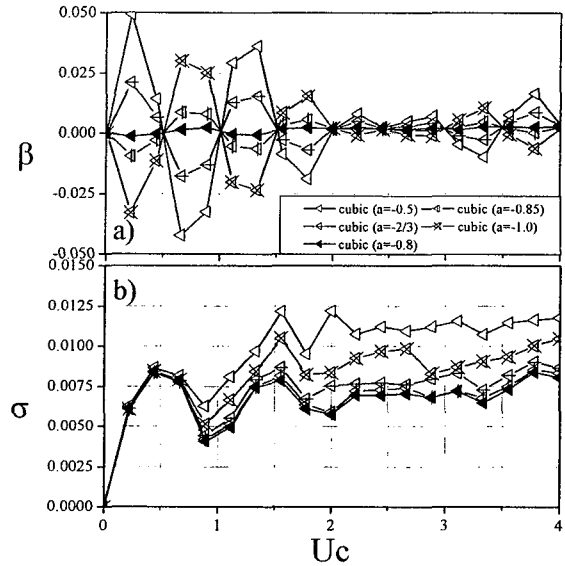 0.050
0.025
0.000
-0.025
-0.050
β
a)
cubic (a=-0.5) cubic (a=-0.85)
cubic (a=-2/3) cubic (a=-1.0)
cubic (a=-0.8)
0.0150
0.0125
0.0100
0.0075
0.0050
0.0025
0.0000
σ
b)
0 1 2 3 4
Uc